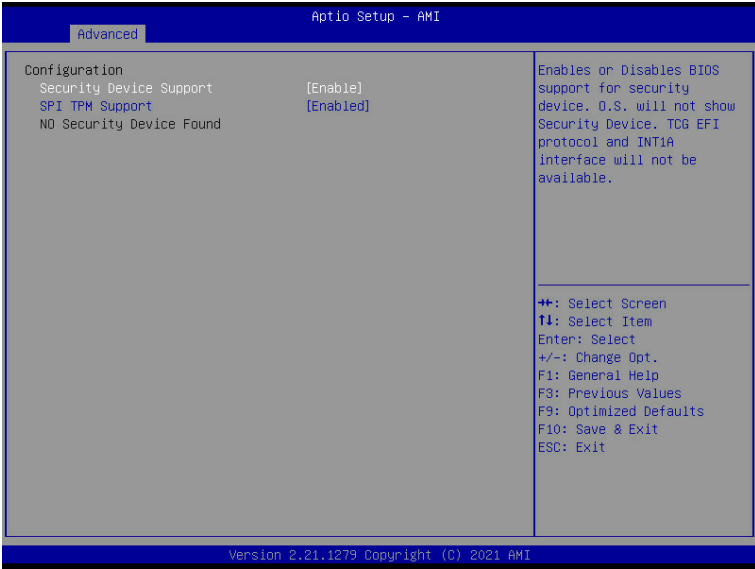 Aptio Setup – AMI
Advanced
Configuration
Security Device Support [Enable]
SPI TPM Support [Enabled]
NO Security Device Found
Enables or Disables BIOS
support for security
device. O.S. will not show
Security Device. TCG EFI
protocol and INT1A
interface will not be
available.
→←: Select Screen
↑↓: Select Item
Enter: Select
+/-: Change Opt.
F1: General Help
F3: Previous Values
F9: Optimized Defaults
F10: Save & Exit
ESC: Exit
Version 2.21.1279 Copyright (C) 2021 AMI